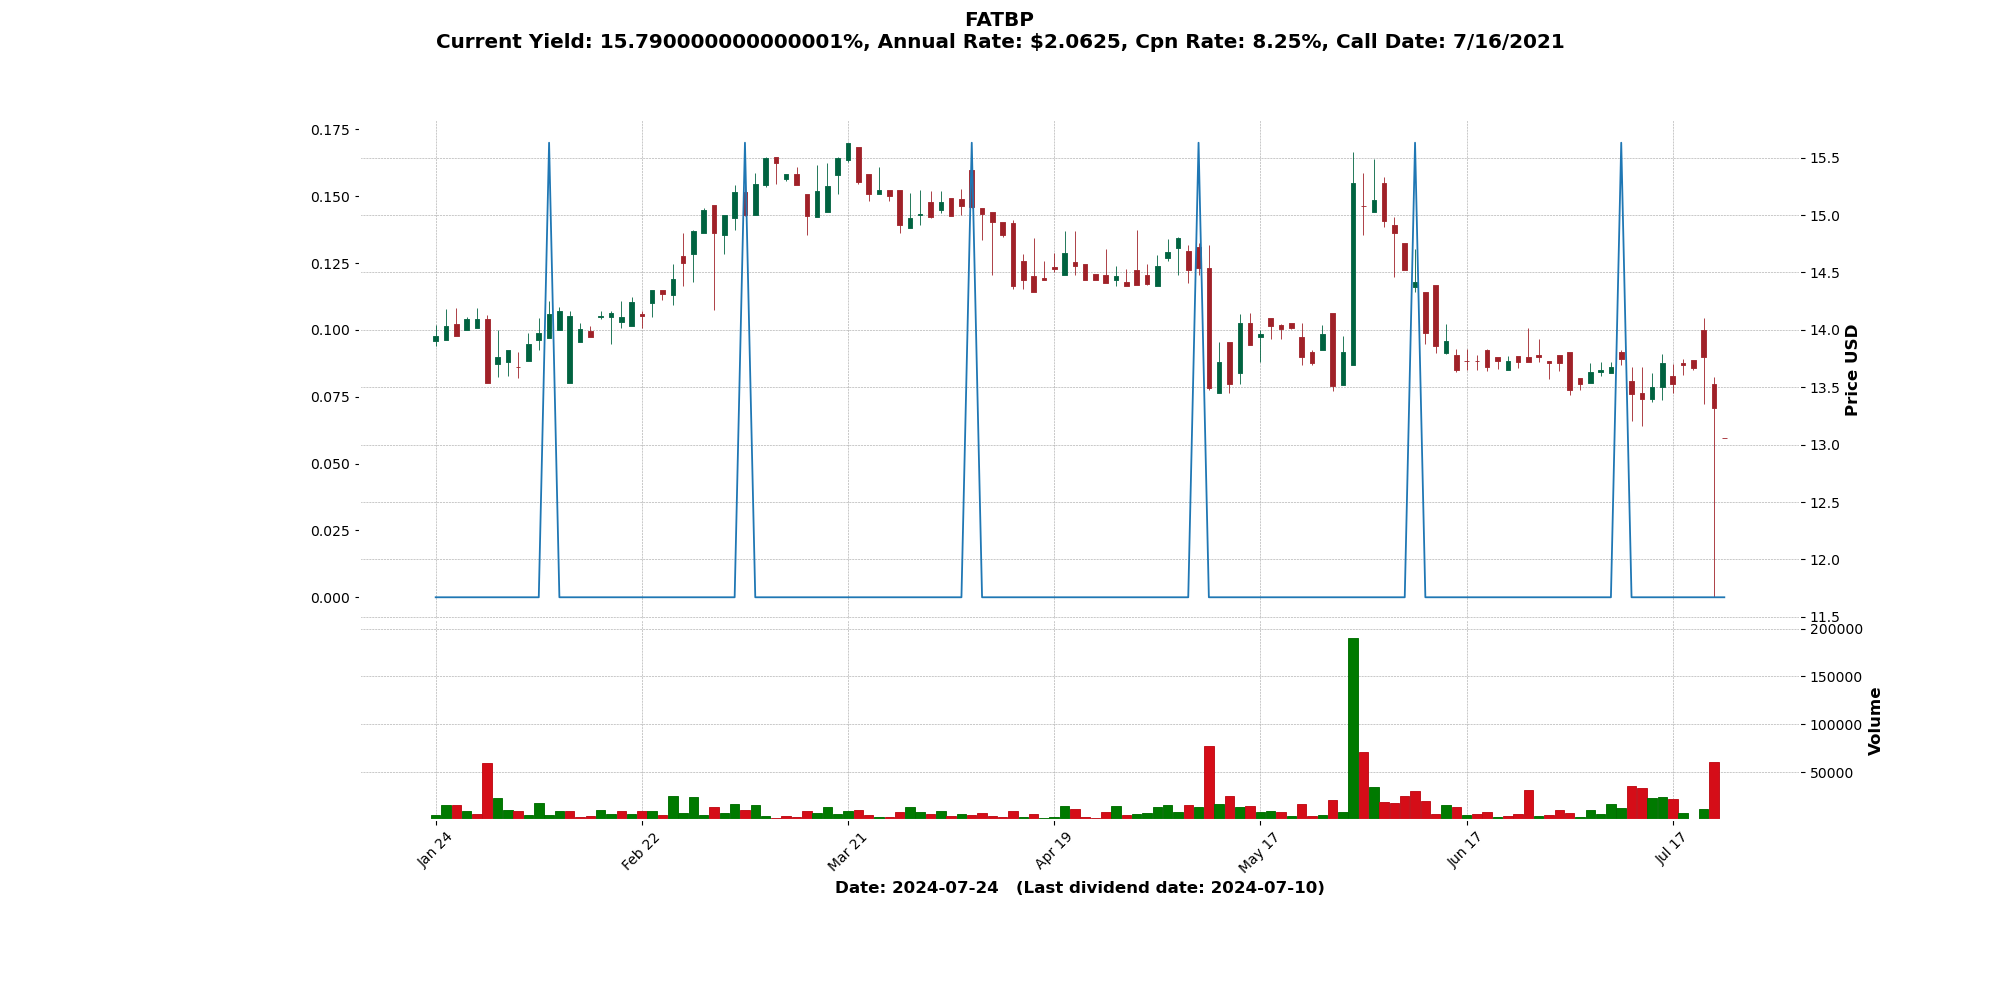 FATBP
Current Yield: 15.790000000000001%, Annual Rate: $2.0625, Cpn Rate: 8.25%, Call Date: 7/16/2021
0.175
0.150
0.125
0.100
0.075
0.050
0.025
0.000
15.5
15.0
14.5
14.0
13.5
13.0
12.5
12.0
11.5
Price USD
200000
150000
100000
50000
Volume
Jan 24
Feb 22
Mar 21
Apr 19
May 17
Jun 17
Jul 17
Date: 2024-07-24 (Last dividend date: 2024-07-10)